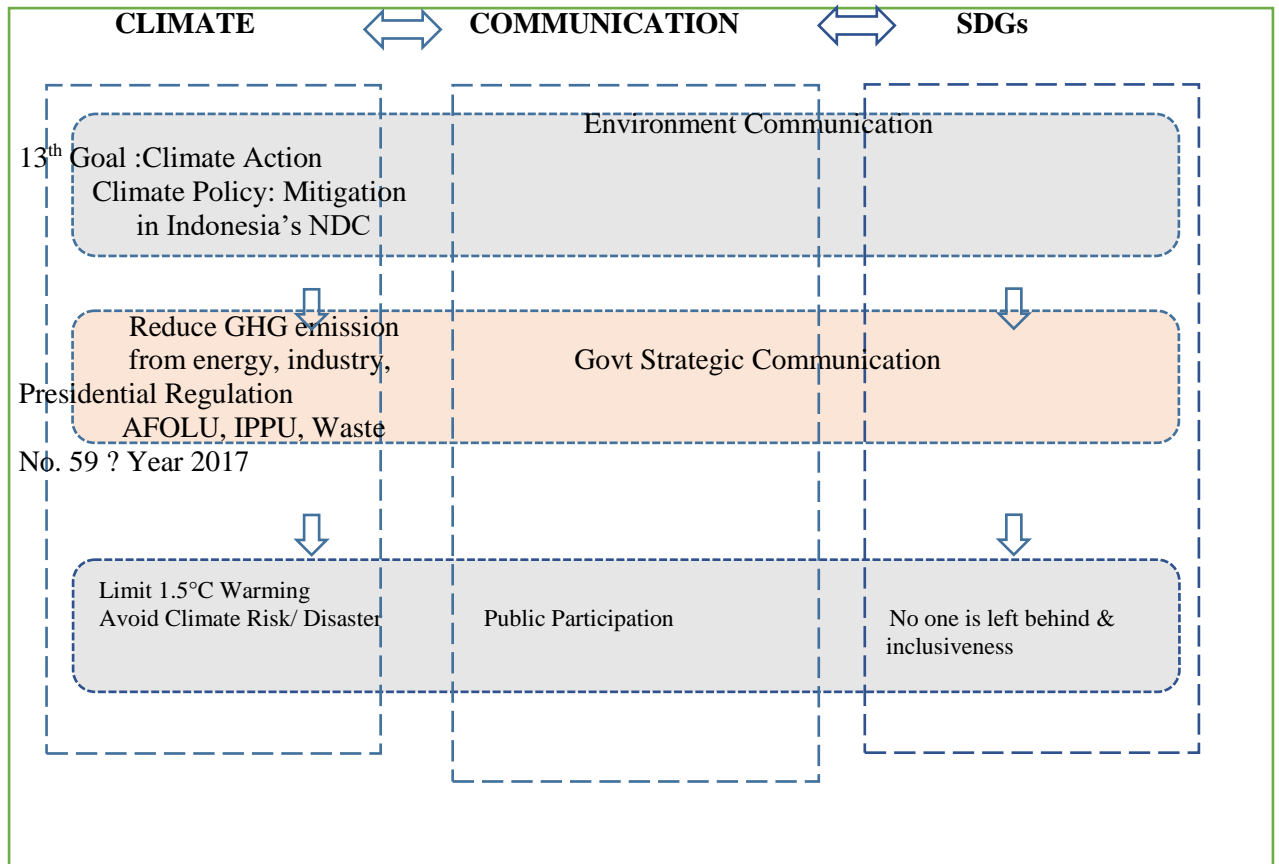 CLIMATE COMMUNICATION SDGs
Environment Communication
13th Goal :Climate Action
Climate Policy: Mitigation
in Indonesia’s NDC
Reduce GHG emission
from energy, industry,
Govt Strategic Communication
Presidential Regulation
AFOLU, IPPU, Waste
No. 59 ? Year 2017
Limit 1.5°C Warming
Avoid Climate Risk/ Disaster
Public Participation
No one is left behind &
inclusiveness